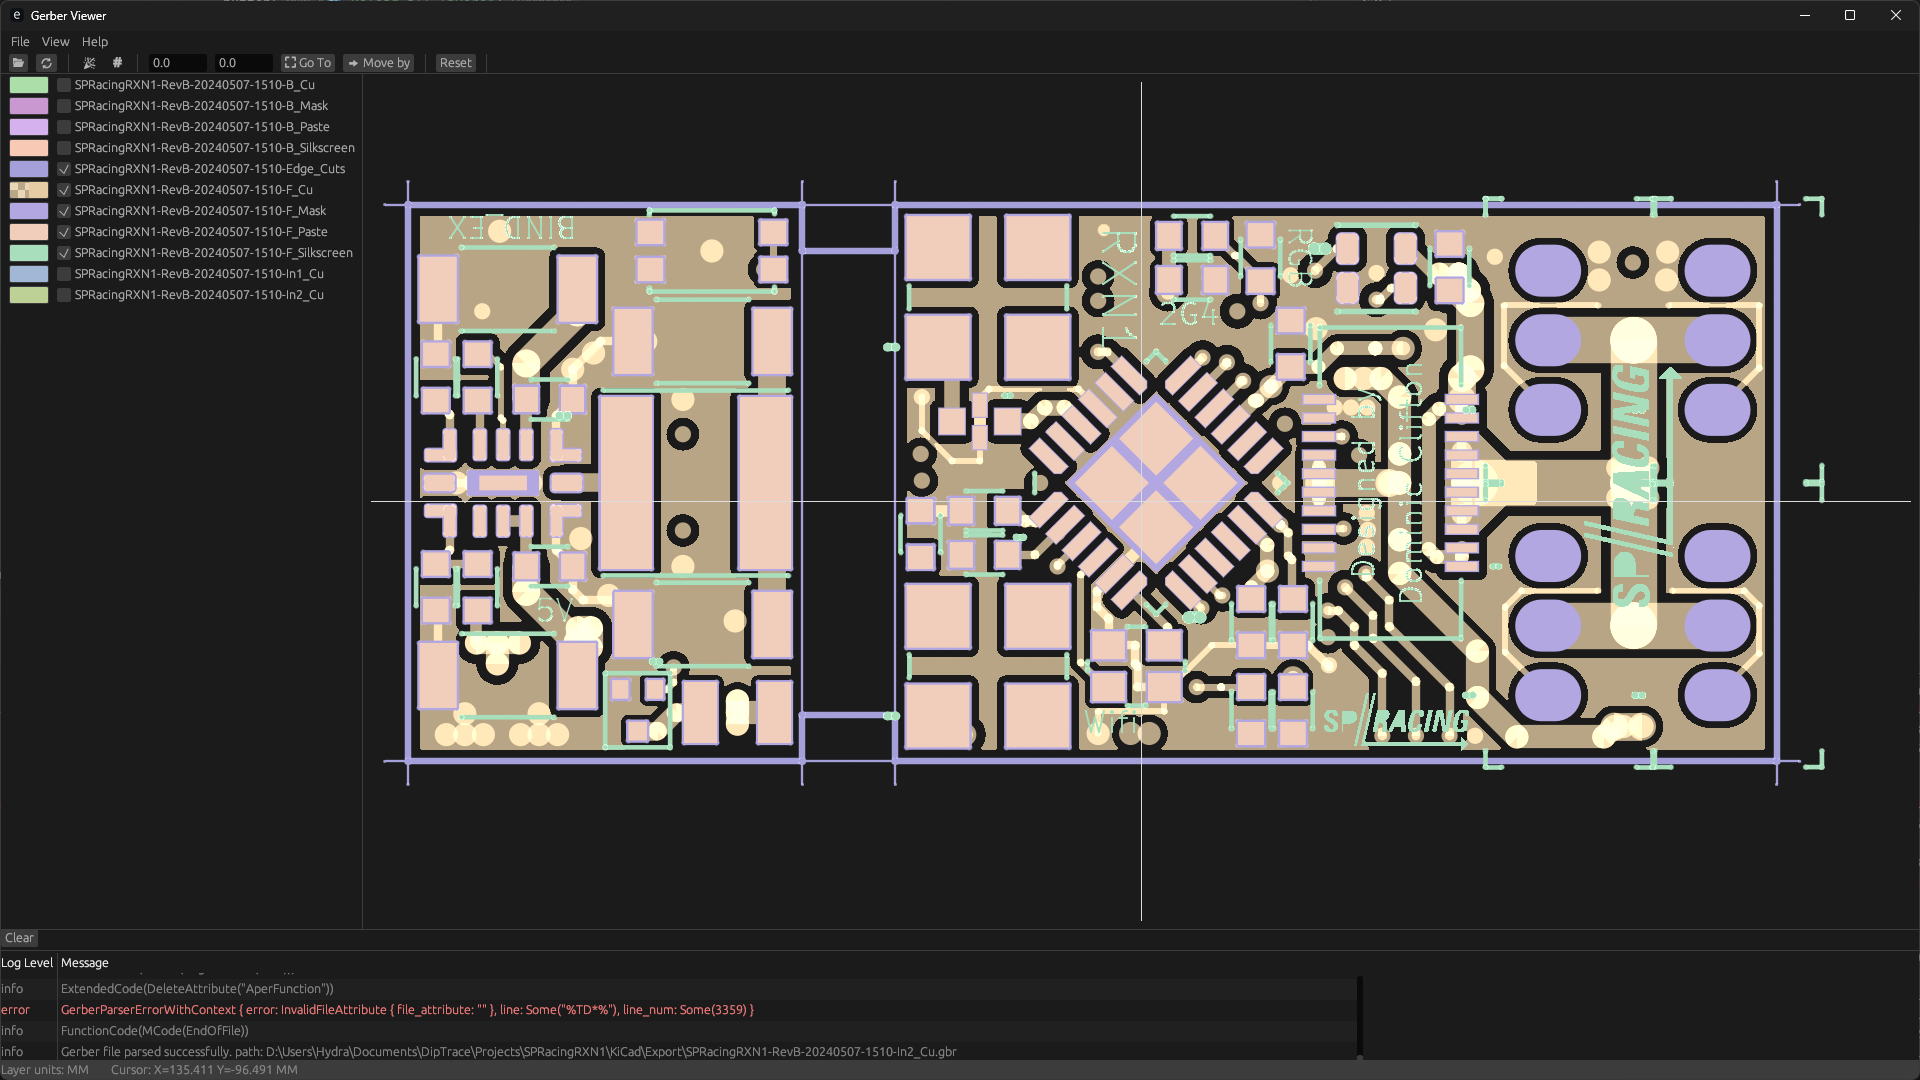 e Gerber Viewer
File View Help
# 0.0 0.0 Go To Move by Reset
SPRacingRXN1-RevB-20240507-1510-B_Cu
SPRacingRXN1-RevB-20240507-1510-B_Mask
SPRacingRXN1-RevB-20240507-1510-B_Paste
SPRacingRXN1-RevB-20240507-1510-B_Silkscreen
SPRacingRXN1-RevB-20240507-1510-Edge_Cuts
SPRacingRXN1-RevB-20240507-1510-F_Cu
SPRacingRXN1-RevB-20240507-1510-F_Mask
SPRacingRXN1-RevB-20240507-1510-F_Paste
SPRacingRXN1-RevB-20240507-1510-F_Silkscreen
SPRacingRXN1-RevB-20240507-1510-In1_Cu
SPRacingRXN1-RevB-20240507-1510-In2_Cu
RXN1
RGB
2G4
Designed by
Dominic Clifton
SP//RACING
5V
Wifi
SP//RACING
Clear
Log Level Message
info ExtendedCode(DeleteAttribute("AperFunction"))
error GerberParserErrorWithContext { error: InvalidFileAttribute { file_attribute: "" }, line: Some("%TD*%"), line_num: Some(3359) }
info FunctionCode(MCode(EndOfFile))
info Gerber file parsed successfully. path: D:\Users\Hydra\Documents\DipTrace\Projects\SPRacingRXN1\KiCad\Export\SPRacingRXN1-RevB-20240507-1510-In2_Cu.gbr
Layer units: MM Cursor: X=135.411 Y=-96.491 MM